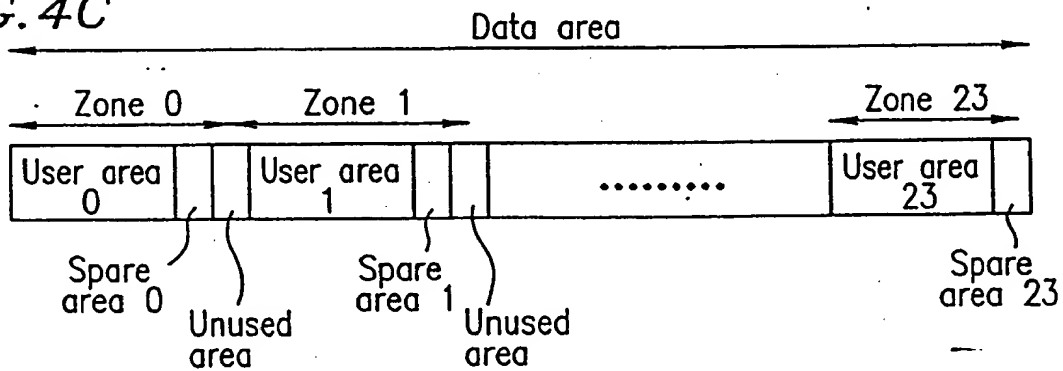 G. 4C
Data area
Zone 0
Zone 1
Zone 23
User area
0
User area
1
.........
User area
23
Spare
area 0
Unused
area
Spare
area 1
Unused
area
Spare
area 23